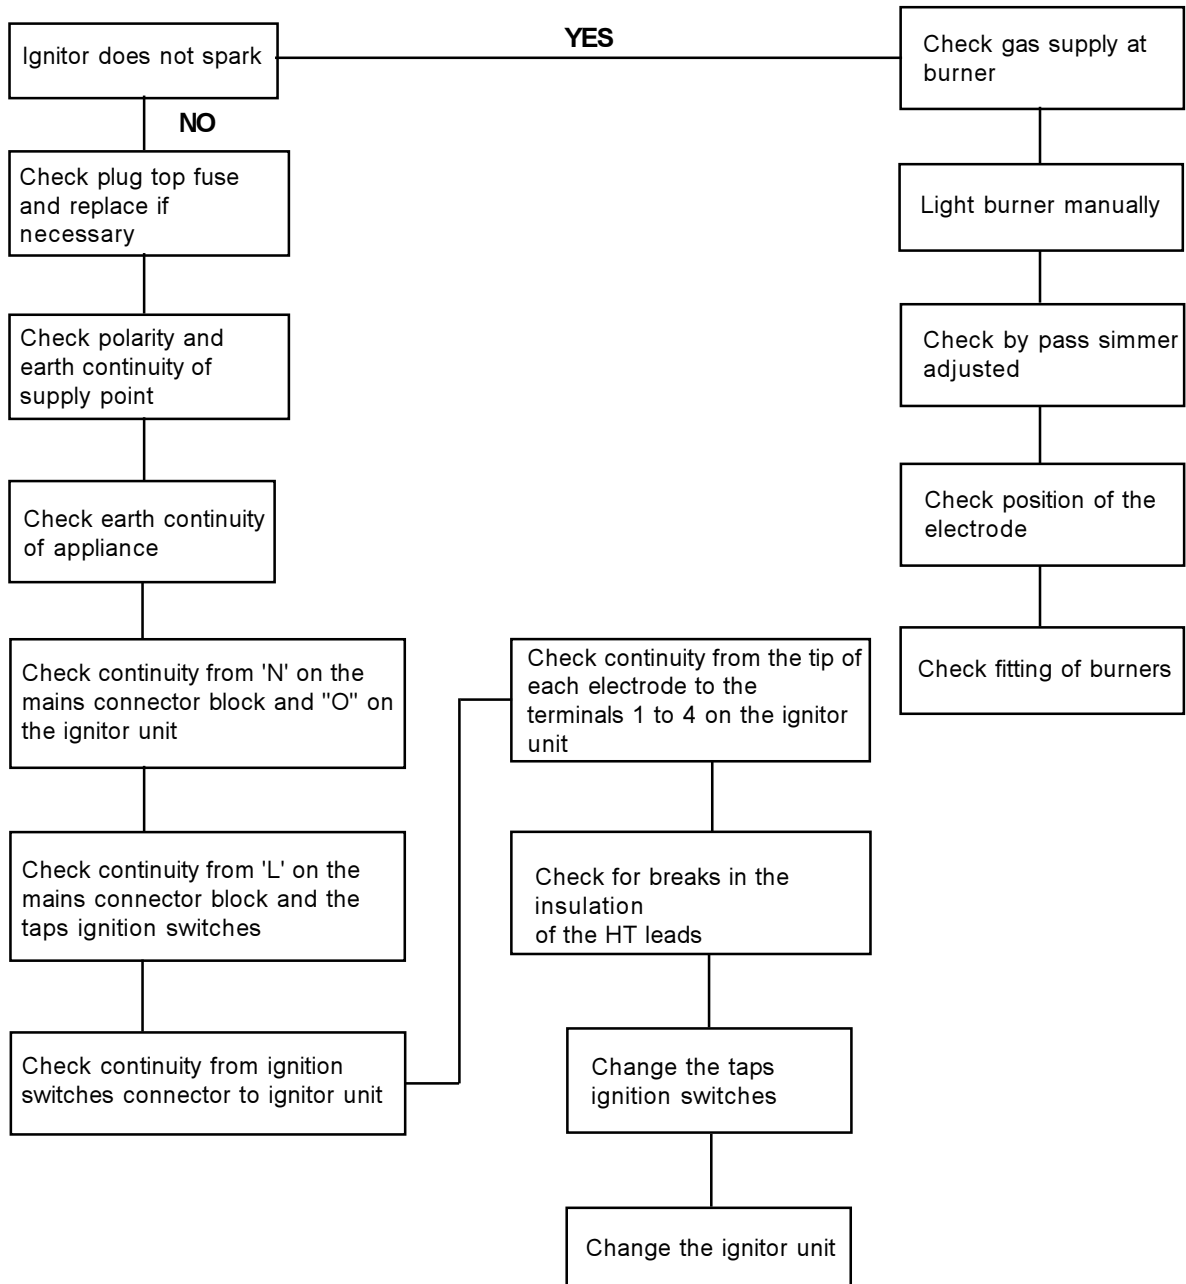 Ignitor does not spark
YES
NO
Check plug top fuse
and replace if
necessary
Check polarity and
earth continuity of
supply point
Check earth continuity
of appliance
Check continuity from 'N' on the
mains connector block and "O" on
the ignitor unit
Check continuity from 'L' on the
mains connector block and the
taps ignition switches
Check continuity from ignition
switches connector to ignitor unit
Check continuity from the tip of
each electrode to the
terminals 1 to 4 on the ignitor
unit
Check for breaks in the
insulation
of the HT leads
Change the taps
ignition switches
Change the ignitor unit
Check gas supply at
burner
Light burner manually
Check by pass simmer
adjusted
Check position of the
electrode
Check fitting of burners